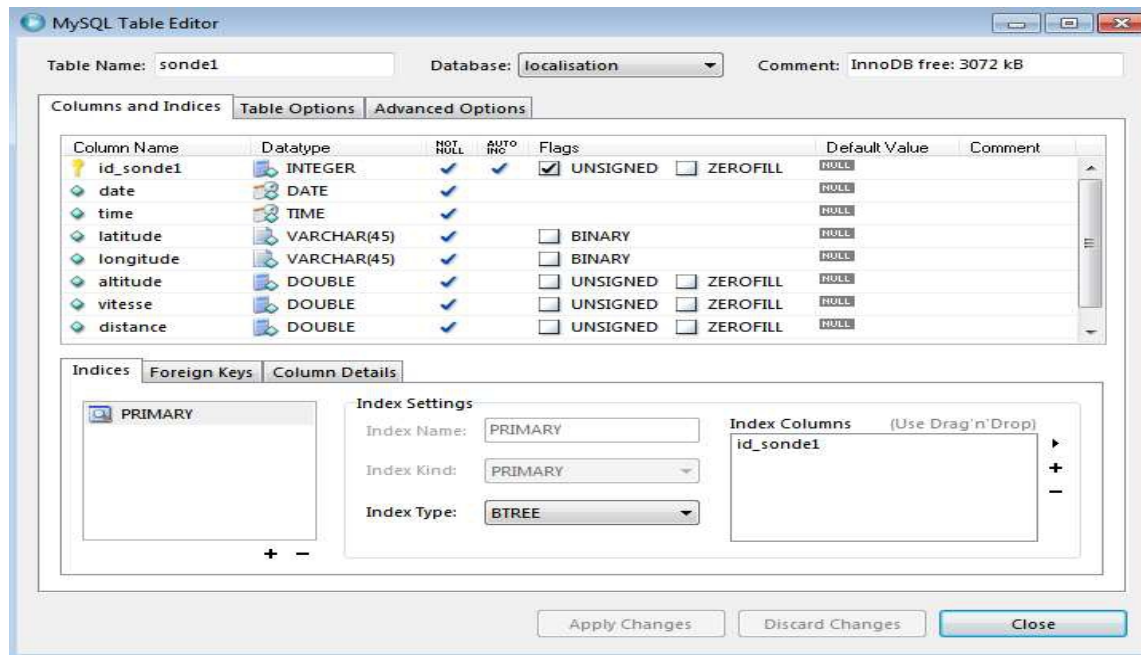 MySQL Table Editor
Table Name: sonde1 Database: localisation Comment: InnoDB free: 3072 kB
Columns and Indices Table Options Advanced Options
Column Name Datatype NOT NULL AUTO INC Flags Default Value Comment
id_sonde1 INTEGER UNSIGNED ZEROFILL NULL
date DATE NULL
time TIME NULL
latitude VARCHAR(45) BINARY NULL
longitude VARCHAR(45) BINARY NULL
altitude DOUBLE UNSIGNED ZEROFILL NULL
vitesse DOUBLE UNSIGNED ZEROFILL NULL
distance DOUBLE UNSIGNED ZEROFILL NULL
Indices Foreign Keys Column Details
PRIMARY
Index Settings
Index Name: PRIMARY
Index Kind: PRIMARY
Index Type: BTREE
Index Columns (Use Drag'n'Drop)
id_sonde1
Apply Changes Discard Changes Close